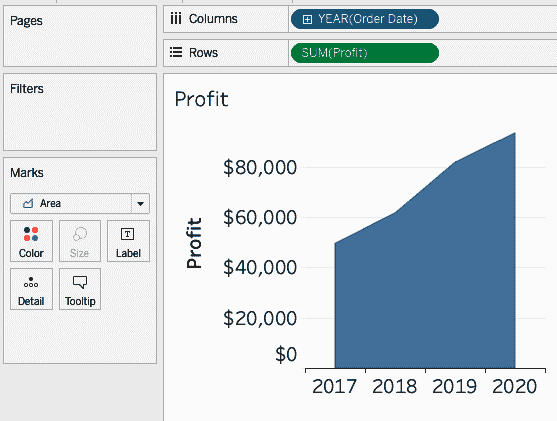 Pages
Columns
YEAR(Order Date)
Rows
SUM(Profit)
Filters
Marks
Area
Color
Size
Label
Detail
Tooltip
Profit
Profit
$80,000
$60,000
$40,000
$20,000
$0
2017 2018 2019 2020